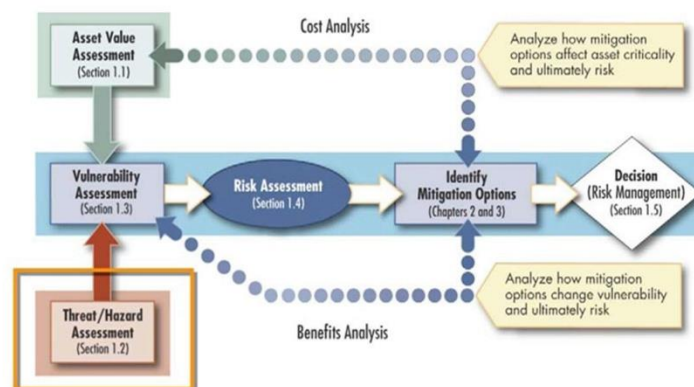 Asset Value
Assessment
(Section 1.1)
Cost Analysis
Analyze how mitigation
options affect asset criticality
and ultimately risk
Vulnerability
Assessment
(Section 1.3)
Risk Assessment
(Section 1.4)
Identify
Mitigation Options
(Chapters 2 and 3)
Decision
(Risk Management)
(Section 1.5)
Threat/Hazard
Assessment
(Section 1.2)
Benefits Analysis
Analyze how mitigation
options change vulnerability
and ultimately risk